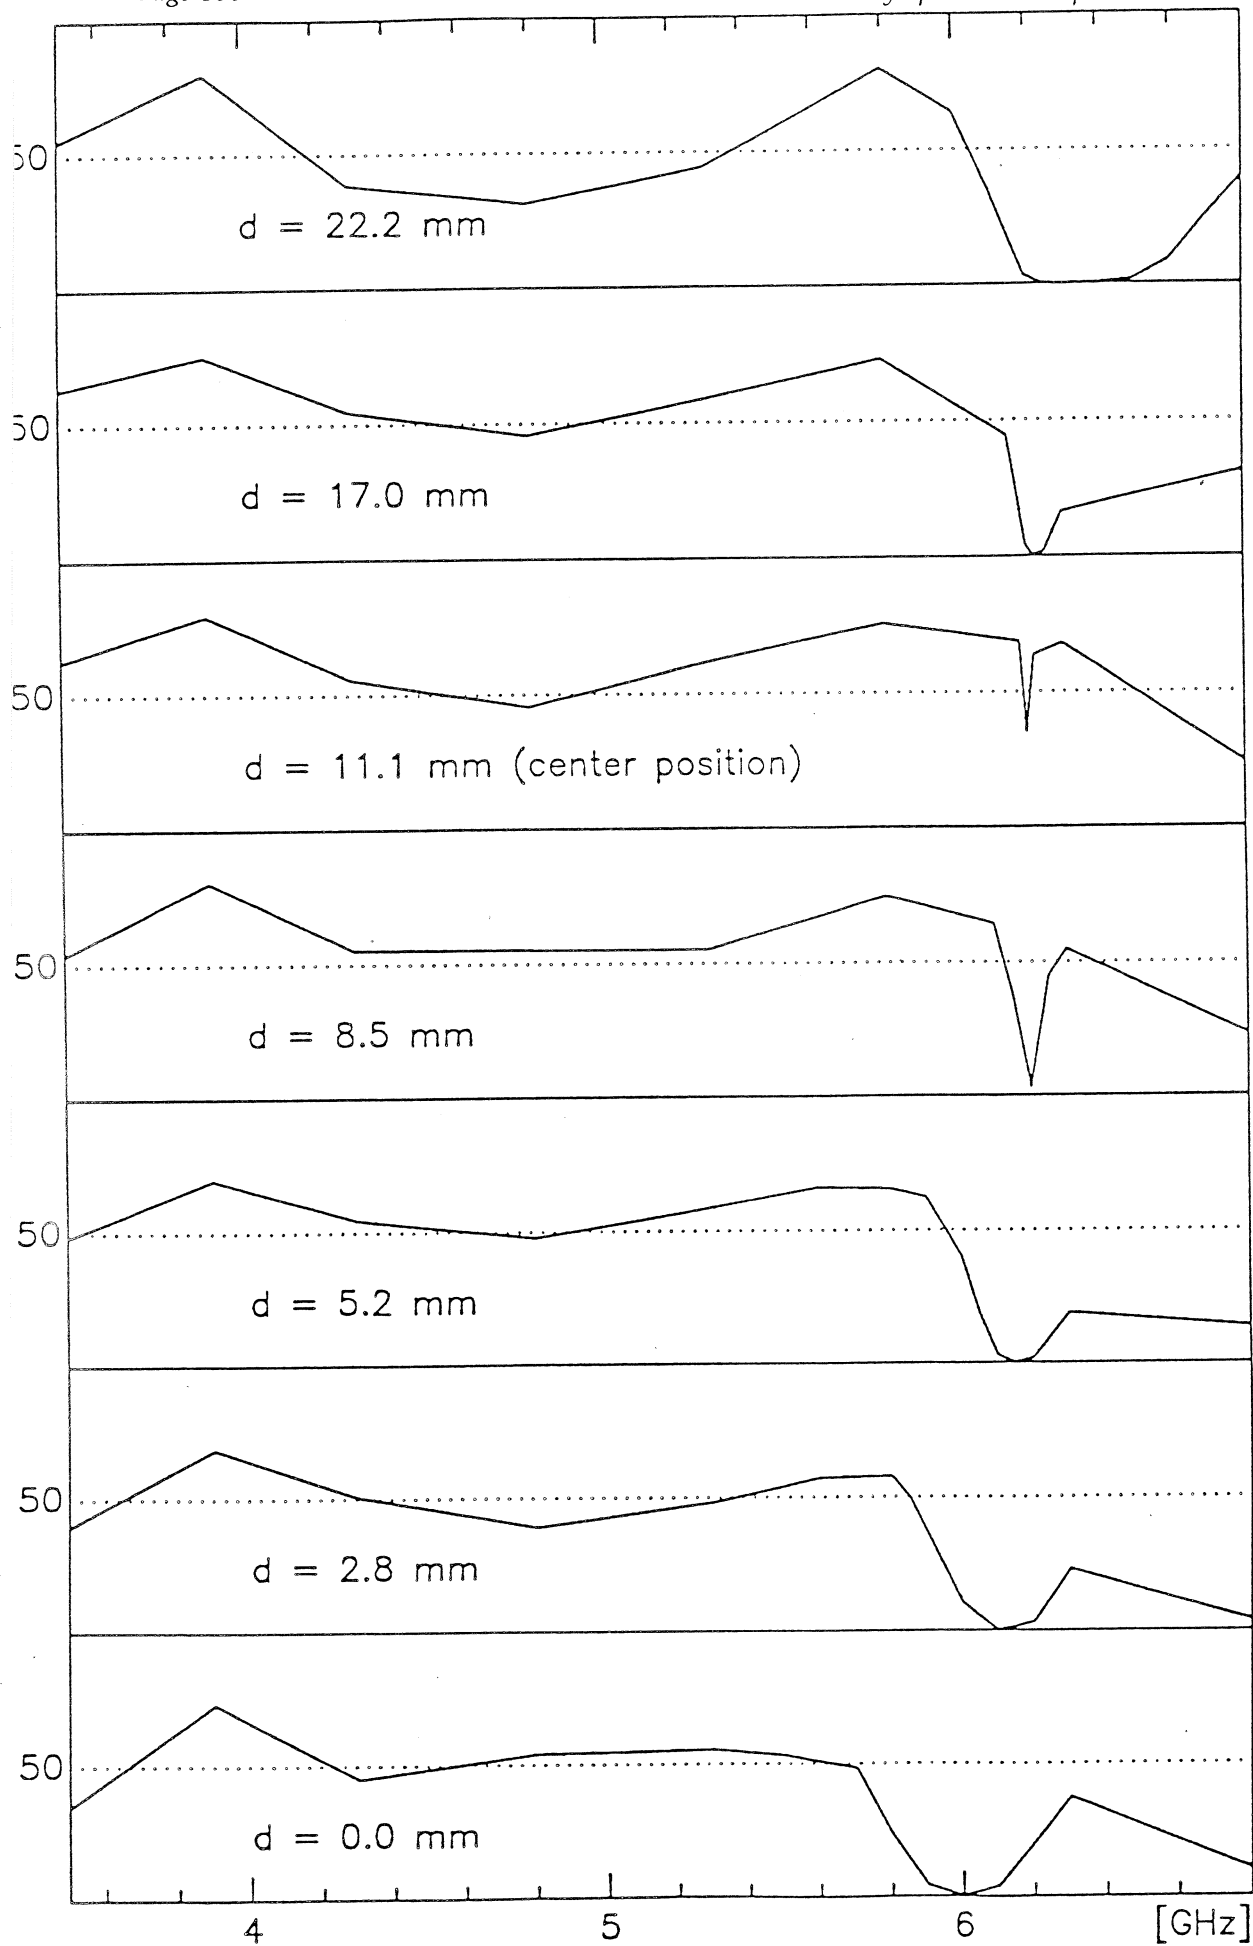 50
d = 22.2 mm
50
d = 17.0 mm
50
d = 11.1 mm (center position)
50
d = 8.5 mm
50
d = 5.2 mm
50
d = 2.8 mm
50
d = 0.0 mm
4 5 6 [GHz]